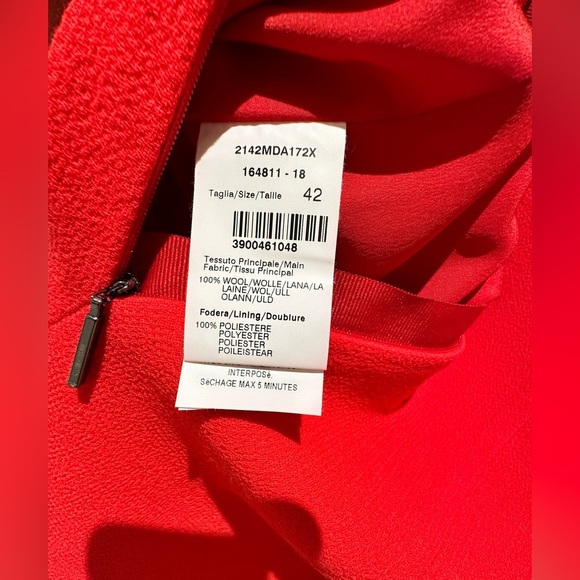 2142MDA172X
164811 - 18
Taglia/Size/Taille 42
3900461048
Tessuto Principale/Main
Fabric/Tissu Principal
100% WOOL/WOLLE/LANA/LA
LAINE/WOL/ULL
OLANN/ULD
Fodera/Lining/Doublure
100% POLIESTERE
POLYESTER
POLIESTER
POILEISTEAR
INTERPOSé,
SéCHAGE MAX 5 MINUTES